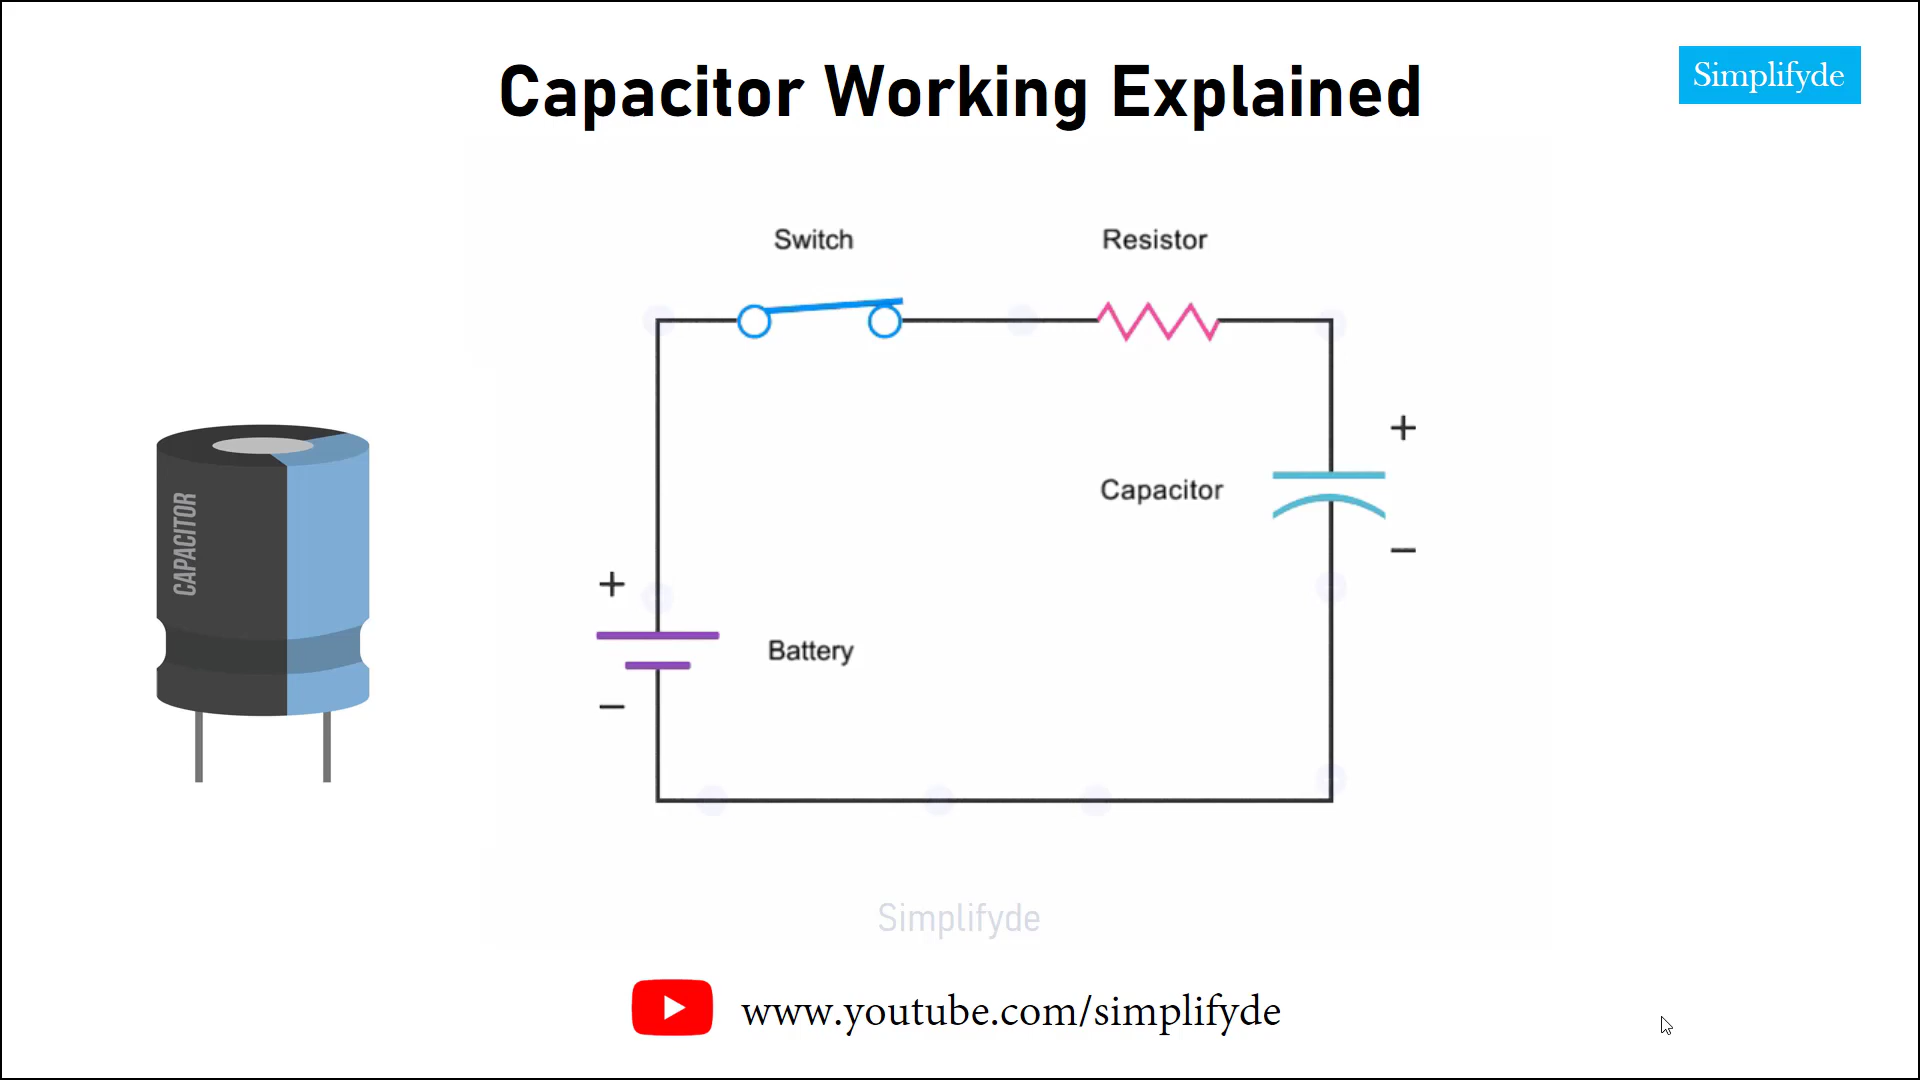 Capacitor Working Explained
Simplifyde
Switch
Resistor
CAPACITOR
+
Capacitor
−
+
Battery
−
Simplifyde
www.youtube.com/simplifyde